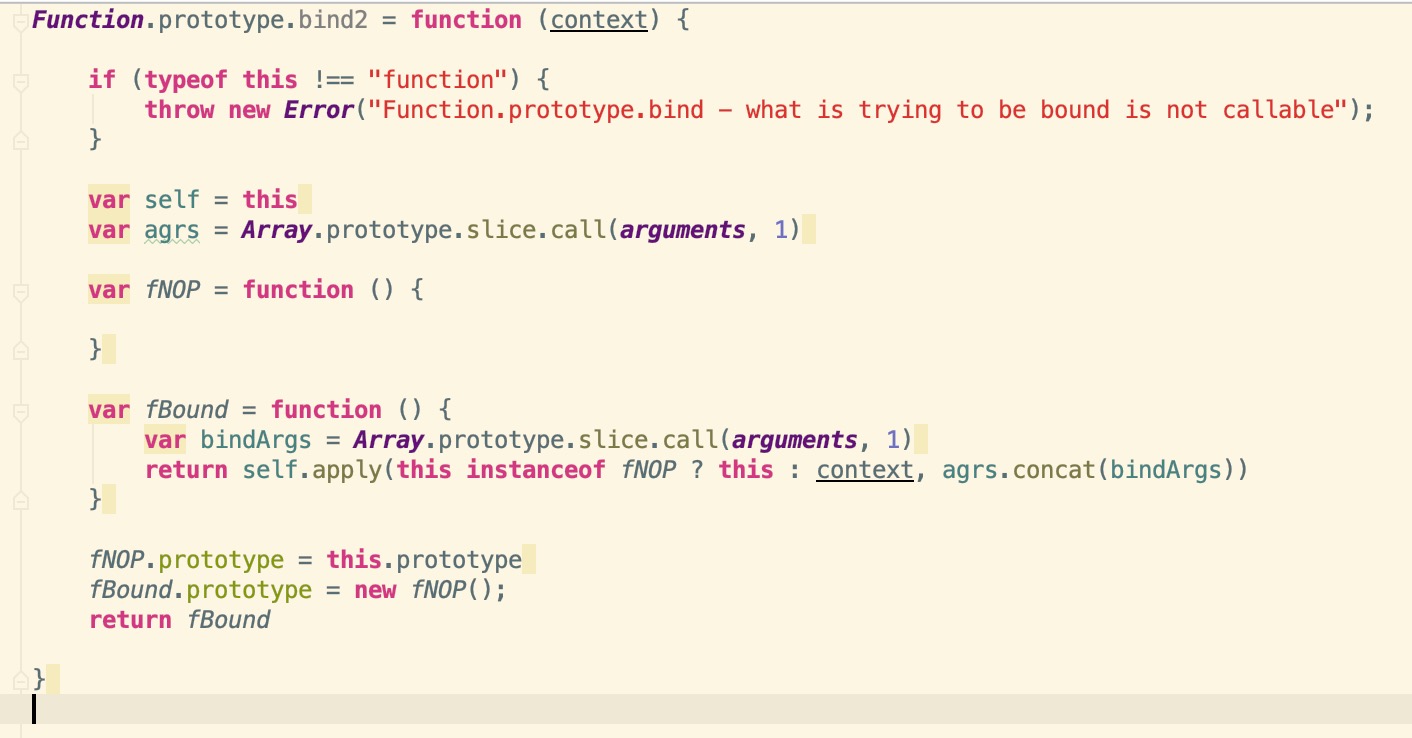 Function.prototype.bind2 = function (context) {
if (typeof this !== "function") {
throw new Error("Function.prototype.bind - what is trying to be bound is not callable");
}
var self = this
var agrs = Array.prototype.slice.call(arguments, 1)
var fNOP = function () {
}
var fBound = function () {
var bindArgs = Array.prototype.slice.call(arguments, 1)
return self.apply(this instanceof fNOP ? this : context, agrs.concat(bindArgs))
}
fNOP.prototype = this.prototype
fBound.prototype = new fNOP();
return fBound
}